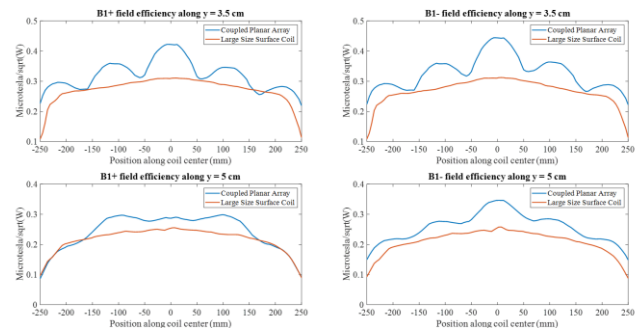 B1+ field efficiency along y = 3.5 cm
Microtesla/sqrt(W)
0.5
0.4
0.3
0.2
0.1
Coupled Planar Array
Large Size Surface Coil
-250 -200 -150 -100 -50 0 50 100 150 200 250
Position along coil center (mm)
B1- field efficiency along y = 3.5 cm
Microtesla/sqrt(W)
0.5
0.4
0.3
0.2
0.1
Coupled Planar Array
Large Size Surface Coil
-250 -200 -150 -100 -50 0 50 100 150 200 250
Position along coil center (mm)
B1+ field efficiency along y = 5 cm
Microtesla/sqrt(W)
0.4
0.3
0.2
0.1
0
Coupled Planar Array
Large Size Surface Coil
-250 -200 -150 -100 -50 0 50 100 150 200 250
Position along coil center (mm)
B1- field efficiency along y = 5 cm
Microtesla/sqrt(W)
0.4
0.3
0.2
0.1
0
Coupled Planar Array
Large Size Surface Coil
-250 -200 -150 -100 -50 0 50 100 150 200 250
Position along coil center (mm)